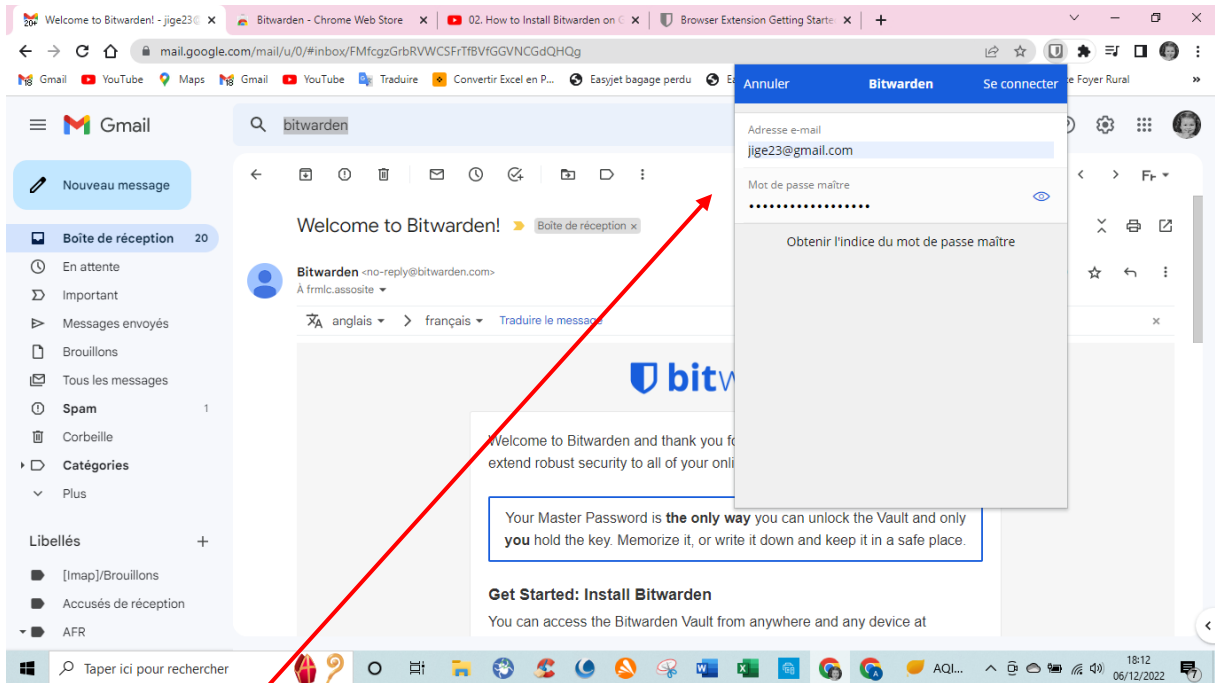 20+ Welcome to Bitwarden! - jige23@
Bitwarden - Chrome Web Store
02. How to Install Bitwarden on G
Browser Extension Getting Starte
mail.google.com/mail/u/0/#inbox/FMfcgzGrbRVWCSFrTfBVfGGVNCGdQHQg
Gmail YouTube Maps Gmail YouTube Traduire Convertir Excel en P... Easyjet bagage perdu
e Foyer Rural »
Annuler Bitwarden Se connecter
Gmail
bitwarden
Adresse e-mail
jige23@gmail.com
Mot de passe maître
••••••••••••••••••
Obtenir l'indice du mot de passe maître
Nouveau message
Fr
Boîte de réception 20
En attente
Important
Messages envoyés
Brouillons
Tous les messages
Spam 1
Corbeille
Catégories
Plus
Libellés +
[Imap]/Brouillons
Accusés de réception
AFR
Welcome to Bitwarden! Boîte de réception ×
Bitwarden <no-reply@bitwarden.com>
À frmlc.assosite
anglais > français Traduire le message
bitw
Welcome to Bitwarden and thank you fo
extend robust security to all of your onli
Your Master Password is the only way you can unlock the Vault and only
you hold the key. Memorize it, or write it down and keep it in a safe place.
Get Started: Install Bitwarden
You can access the Bitwarden Vault from anywhere and any device at
Taper ici pour rechercher
AQI...
18:12
06/12/2022
7